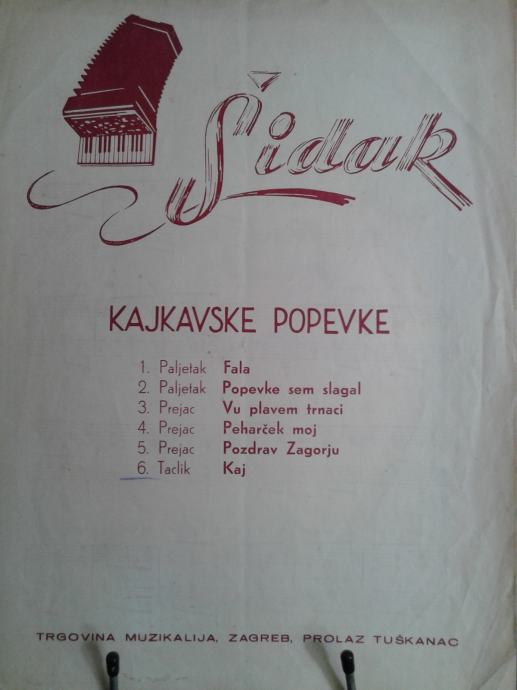 Šidak
KAJKAVSKE POPEVKE
1. Paljetak Fala
2. Paljetak Popevke sem slagal
3. Prejac Vu plavem trnaci
4. Prejac Peharček moj
5. Prejac Pozdrav Zagorju
6. Taclik Kaj
TRGOVINA MUZIKALIJA, ZAGREB, PROLAZ TUŠKANAC